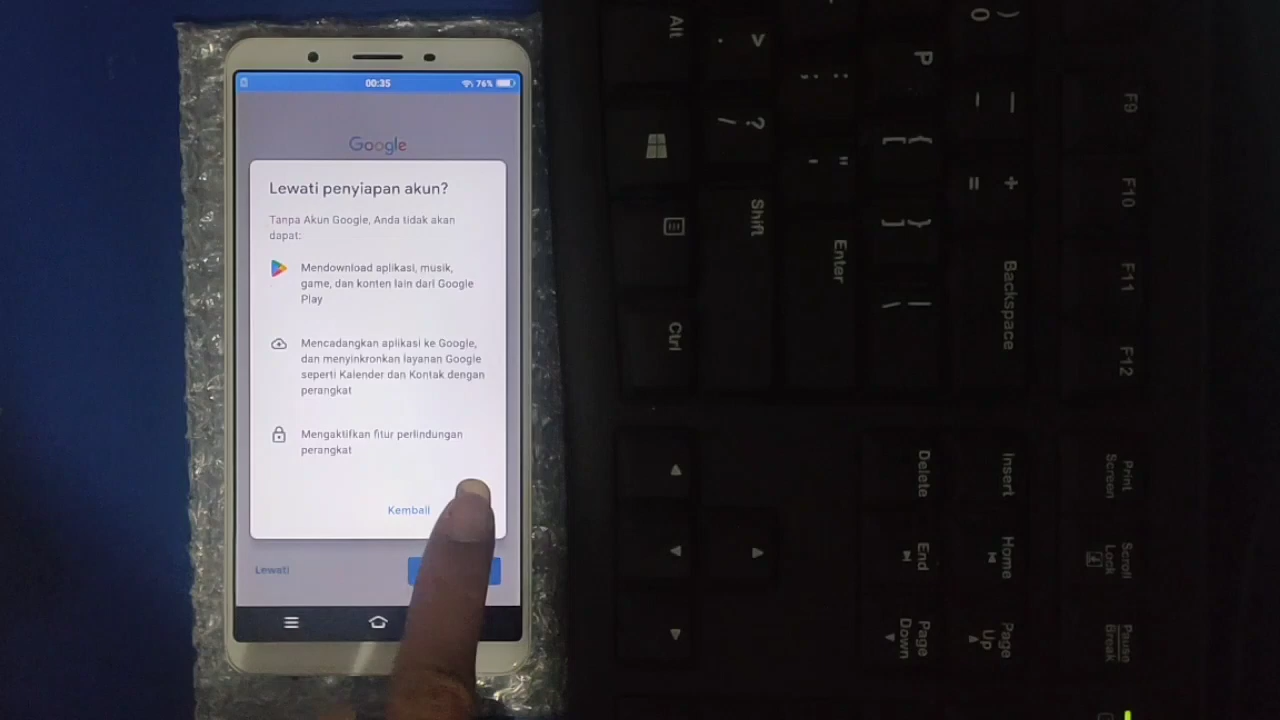 00:35
76%
Google
Lewati penyiapan akun?
Tanpa Akun Google, Anda tidak akan
dapat:
Mendownload aplikasi, musik,
game, dan konten lain dari Google
Play
Mencadangkan aplikasi ke Google,
dan menyinkronkan layanan Google
seperti Kalender dan Kontak dengan
perangkat
Mengaktifkan fitur perlindungan
perangkat
Kembali
Lewati
Alt
Ctrl
> .
? /
Shift
: ;
" '
Enter
P
{ [
} ]
| \
) 0
_ -
+ =
Backspace
F9
F10
F11
F12
Delete
End
Page
Down
Insert
Home
Page
Up
Print
Screen
Scroll
Lock
Pause
Break